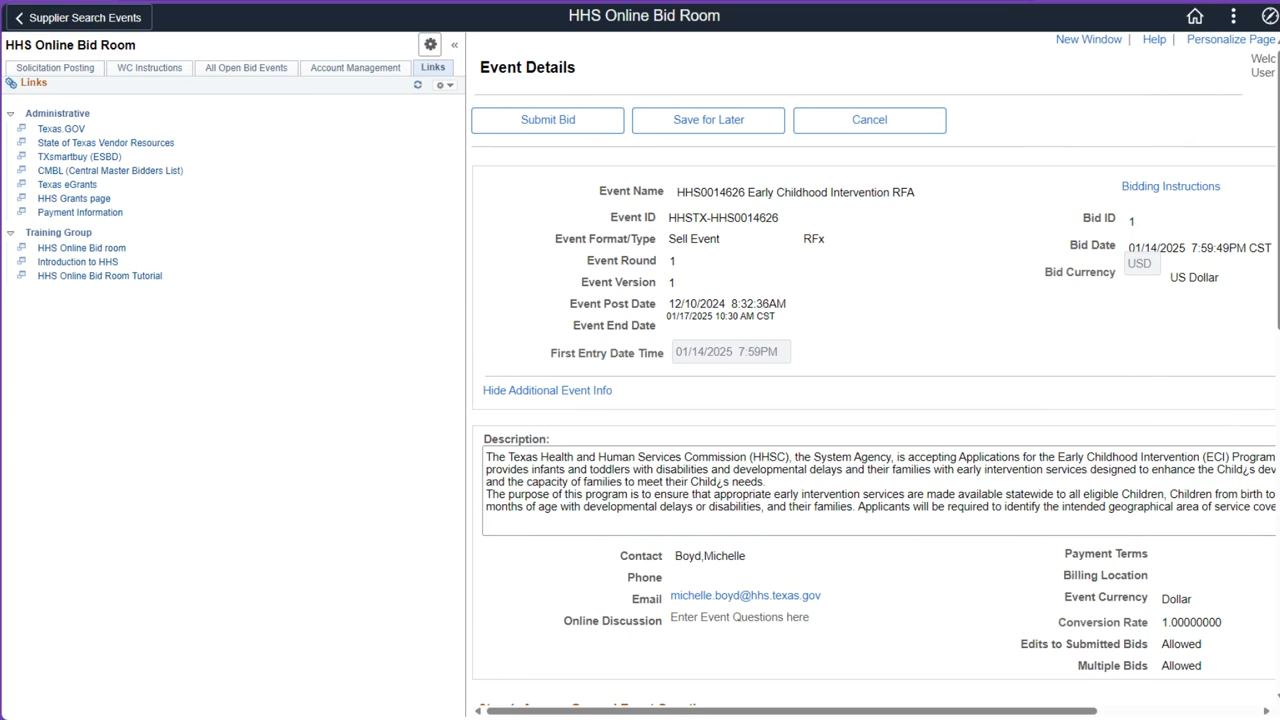 Supplier Search Events
HHS Online Bid Room
New Window | Help | Personalize Page
HHS Online Bid Room
«
Solicitation Posting
WC Instructions
All Open Bid Events
Account Management
Links
Links
Administrative
Texas.GOV
State of Texas Vendor Resources
TXsmartbuy (ESBD)
CMBL (Central Master Bidders List)
Texas eGrants
HHS Grants page
Payment Information
Training Group
HHS Online Bid room
Introduction to HHS
HHS Online Bid Room Tutorial
Event Details
Welc
User
Submit Bid
Save for Later
Cancel
Event Name HHS0014626 Early Childhood Intervention RFA
Event ID HHSTX-HHS0014626
Event Format/Type Sell Event RFx
Event Round 1
Event Version 1
Event Post Date 12/10/2024 8:32:36AM
Event End Date 01/17/2025 10:30 AM CST
First Entry Date Time 01/14/2025 7:59PM
Bidding Instructions
Bid ID 1
Bid Date 01/14/2025 7:59:49PM CST
Bid Currency USD US Dollar
Hide Additional Event Info
Description:
The Texas Health and Human Services Commission (HHSC), the System Agency, is accepting Applications for the Early Childhood Intervention (ECI) Program
provides infants and toddlers with disabilities and developmental delays and their families with early intervention services designed to enhance the Child¿s dev
and the capacity of families to meet their Child¿s needs.
The purpose of this program is to ensure that appropriate early intervention services are made available statewide to all eligible Children, Children from birth to
months of age with developmental delays or disabilities, and their families. Applicants will be required to identify the intended geographical area of service cove
Contact Boyd,Michelle
Phone
Email michelle.boyd@hhs.texas.gov
Online Discussion Enter Event Questions here
Payment Terms
Billing Location
Event Currency Dollar
Conversion Rate 1.00000000
Edits to Submitted Bids Allowed
Multiple Bids Allowed